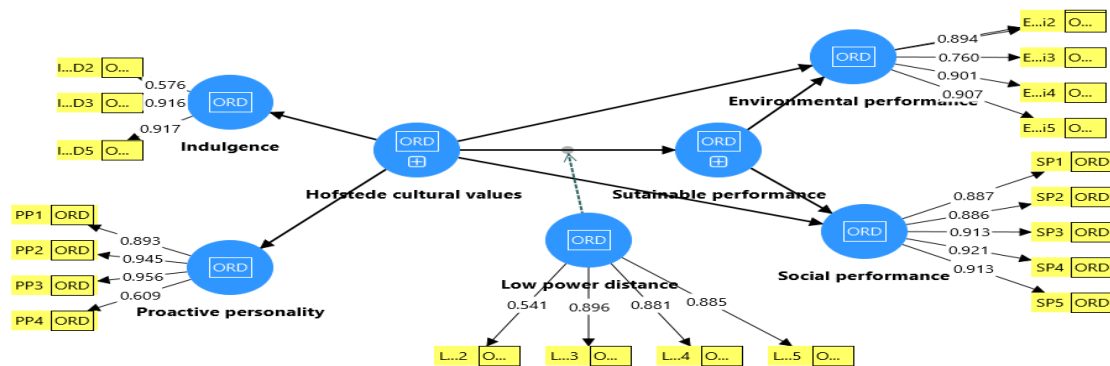 I...D2 O...
0.576
I...D3 O...
0.916
0.917
I...D5 O...
ORD
Indulgence
PP1 ORD
0.893
PP2 ORD
0.945
PP3 ORD
0.956
0.609
PP4 ORD
ORD
Proactive personality
ORD
Hofstede cultural values
ORD
Sutainable performance
ORD
Low power distance
0.541
0.896
0.881
0.885
L...2 O...
L...3 O...
L...4 O...
L...5 O...
ORD
Environmental performance
0.894
0.760
0.901
0.907
E...i2 O...
E...i3 O...
E...i4 O...
E...i5 O...
ORD
Social performance
0.887
0.886
0.913
0.921
0.913
SP1 ORD
SP2 ORD
SP3 ORD
SP4 ORD
SP5 ORD